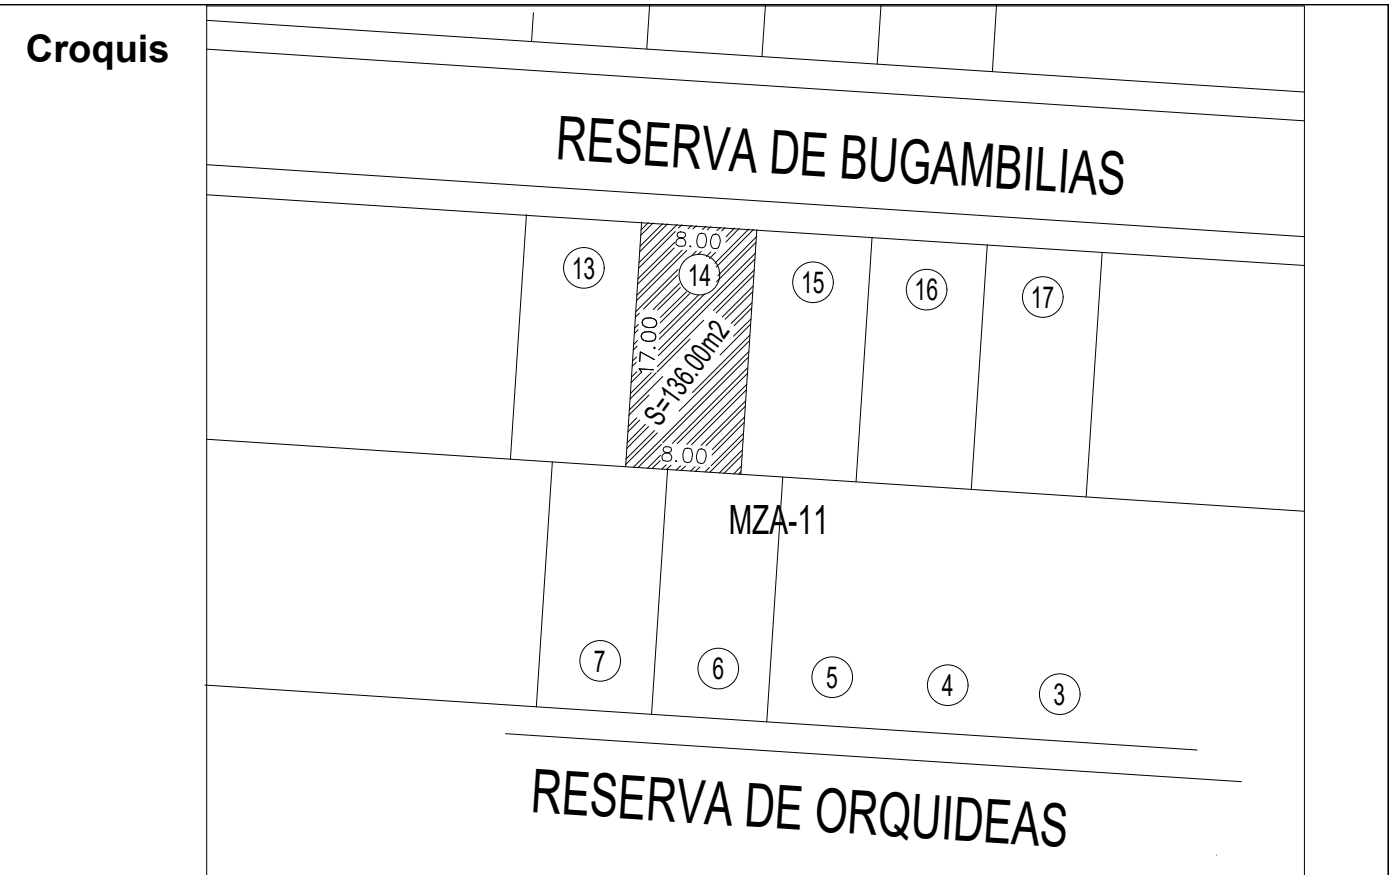 Croquis
RESERVA DE BUGAMBILIAS
8.00
13
14
15
16
17
17.00
S=136.00m2
8.00
MZA-11
7
6
5
4
3
RESERVA DE ORQUIDEAS